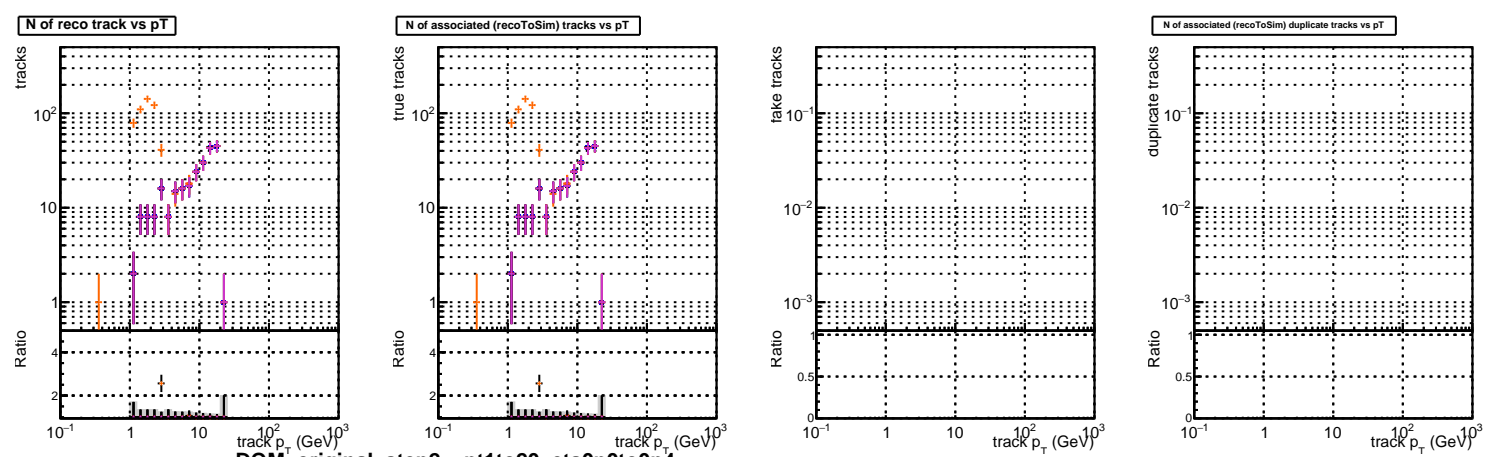 N of reco track vs pT
tracks
10²
10
1
Ratio
4
2
10⁻¹ 1 10 10² 10³
track p_T (GeV)
N of associated (recoToSim) tracks vs pT
true tracks
10²
10
1
Ratio
4
2
10⁻¹ 1 10 10² 10³
track p_T (GeV)
fake tracks
10⁻¹
10⁻²
10⁻³
Ratio
1
0.5
0
10⁻¹ 1 10 10² 10³
track p_T (GeV)
N of associated (recoToSim) duplicate tracks vs pT
duplicate tracks
10⁻¹
10⁻²
10⁻³
Ratio
1
0.5
0
10⁻¹ 1 10 10² 10³
track p_T (GeV)